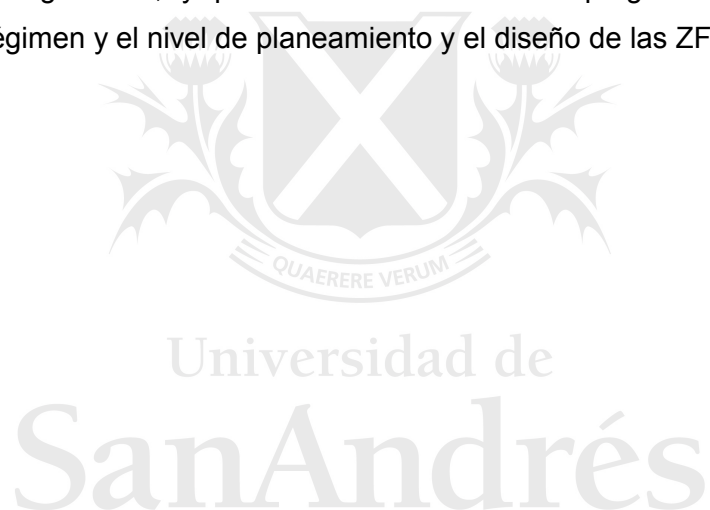 égimen y el nivel de planeamiento y el diseño de las ZF
QUAERERE VERUM
Universidad de
SanAndrés